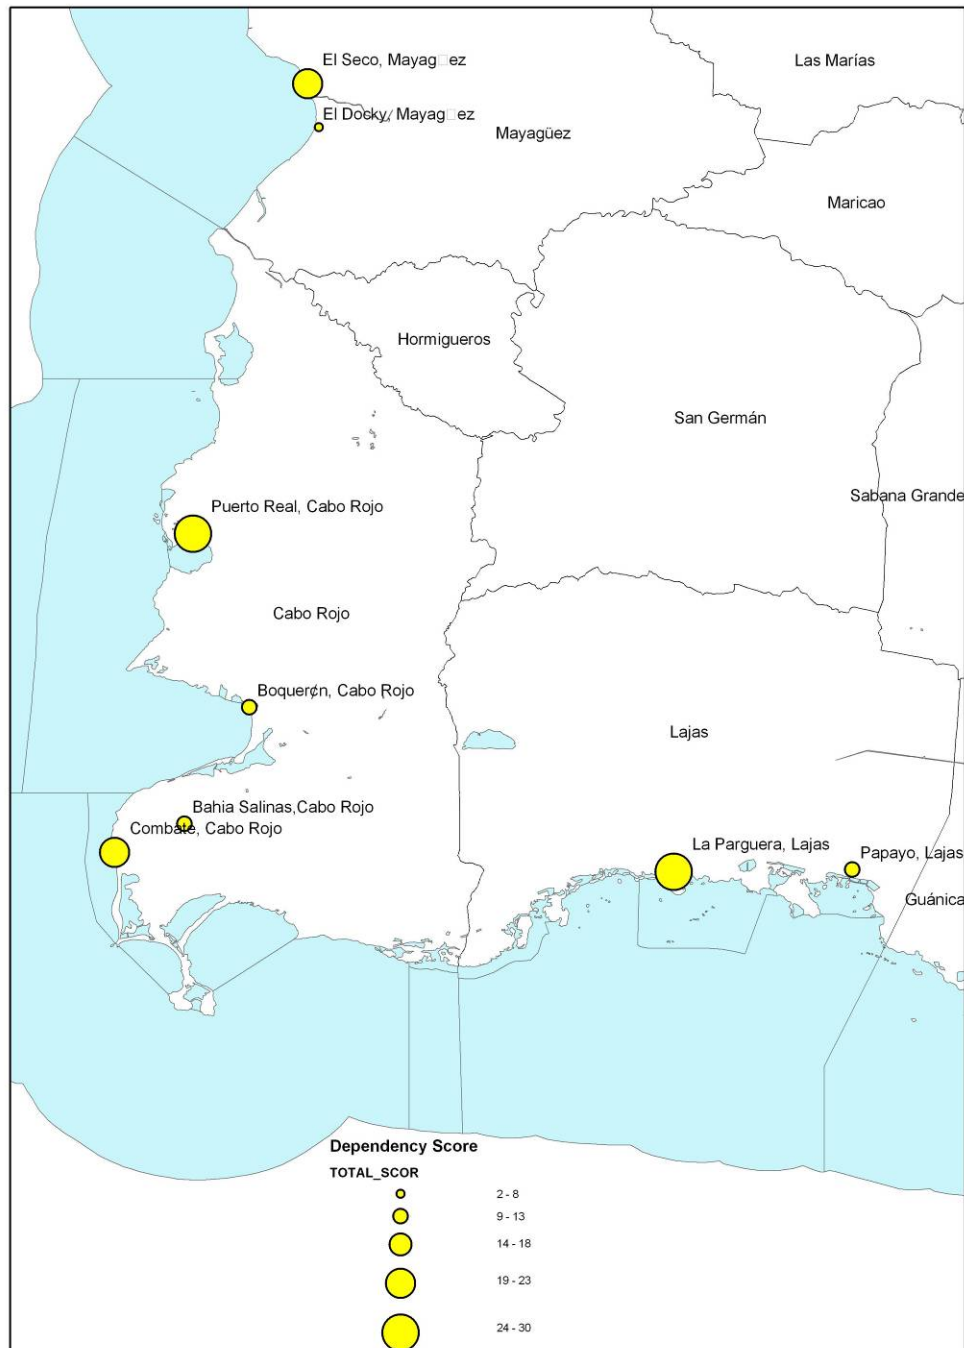 El Seco, Mayag□ez
Las Marías
El Docky, Mayag□ez
Mayagüez
Maricao
Hormigueros
San Germán
Sabana Grande
Puerto Real, Cabo Rojo
Cabo Rojo
Boquer¢n, Cabo Rojo
Lajas
Bahia Salinas,Cabo Rojo
Combate, Cabo Rojo
La Parguera, Lajas
Papayo, Lajas
Guánica
Dependency Score
TOTAL_SCOR
2 - 8
9 - 13
14 - 18
19 - 23
24 - 30